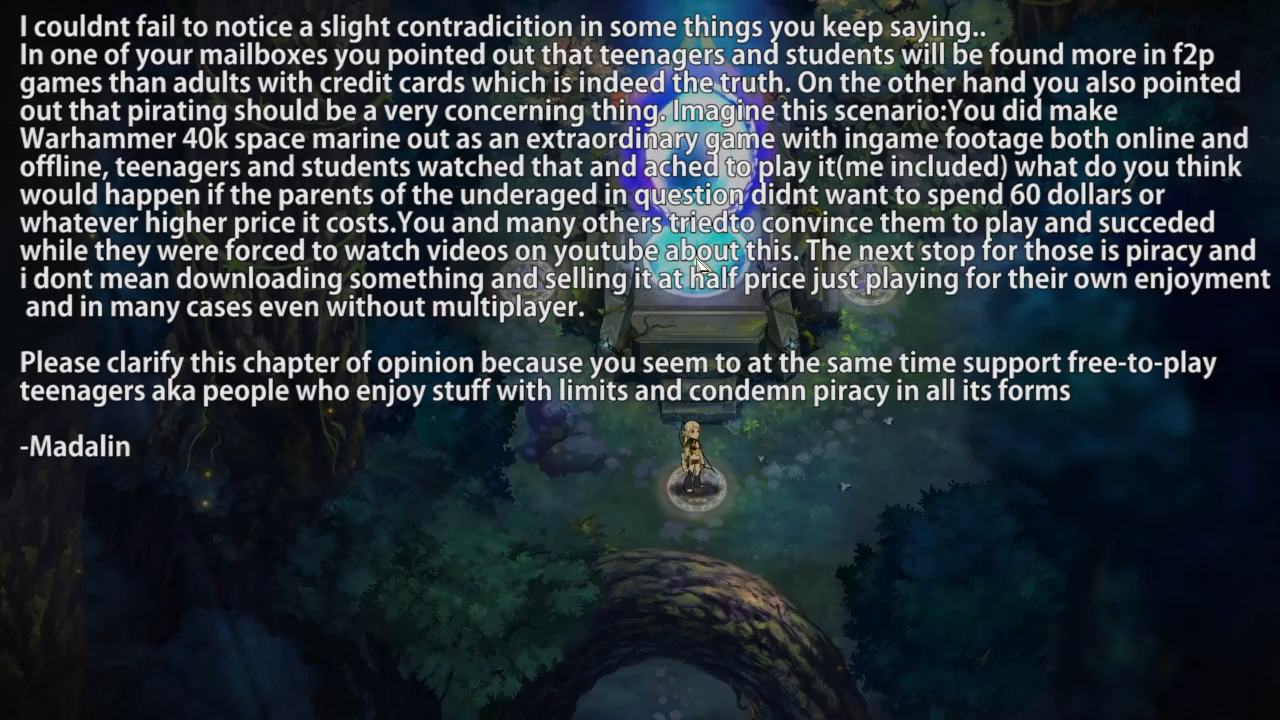 I couldnt fail to notice a slight contradicition in some things you keep saying..
In one of your mailboxes you pointed out that teenagers and students will be found more in f2p
games than adults with credit cards which is indeed the truth. On the other hand you also pointed
out that pirating should be a very concerning thing. Imagine this scenario:You did make
Warhammer 40k space marine out as an extraordinary game with ingame footage both online and
offline, teenagers and students watched that and ached to play it(me included) what do you think
would happen if the parents of the underaged in question didnt want to spend 60 dollars or
whatever higher price it costs.You and many others triedto convince them to play and succeded
while they were forced to watch videos on youtube about this. The next stop for those is piracy and
i dont mean downloading something and selling it at half price just playing for their own enjoyment
and in many cases even without multiplayer.
Please clarify this chapter of opinion because you seem to at the same time support free-to-play
teenagers aka people who enjoy stuff with limits and condemn piracy in all its forms
-Madalin